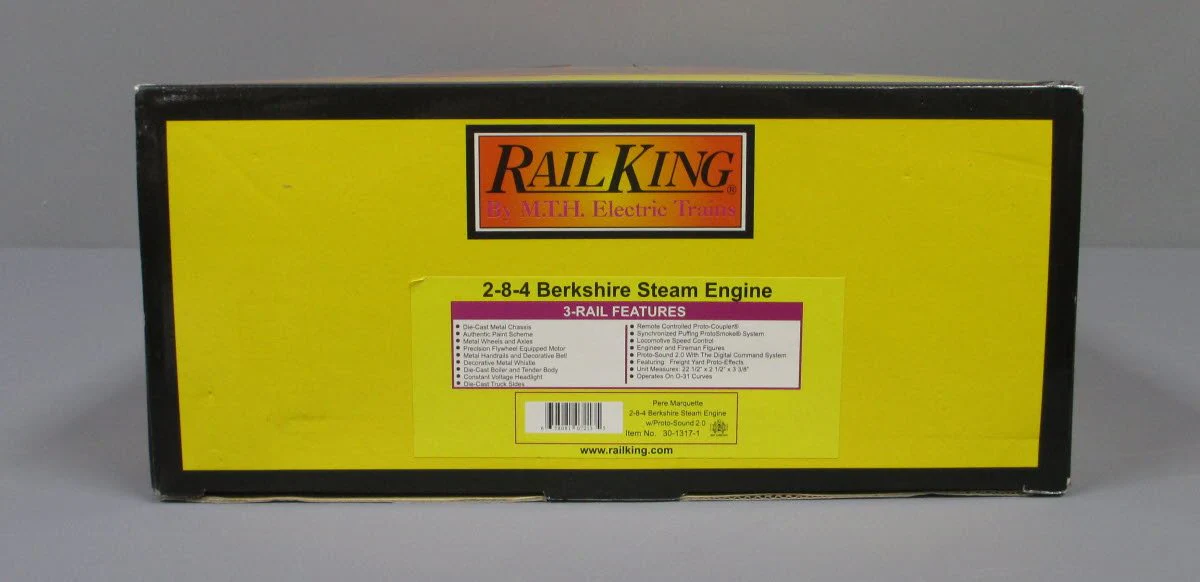 RAILKING®
By M.T.H. Electric Trains
2-8-4 Berkshire Steam Engine
3-RAIL FEATURES
• Die-Cast Metal Chassis
• Authentic Paint Scheme
• Metal Wheels and Axles
• Precision Flywheel Equipped Motor
• Metal Handrails and Decorative Bell
• Decorative Metal Whistle
• Die-Cast Boiler and Tender Body
• Constant Voltage Headlight
• Die-Cast Truck Sides
• Remote Controlled Proto-Coupler®
• Synchronized Puffing ProtoSmoke® System
• Locomotive Speed Control
• Engineer and Fireman Figures
• Proto-Sound 2.0 With The Digital Command System
• Featuring: Freight Yard Proto-Effects
• Unit Measures: 22 1/2" x 2 1/2" x 3 3/8"
• Operates On O-31 Curves
Pere Marquette
2-8-4 Berkshire Steam Engine
w/Proto-Sound 2.0
Item No. 30-1317-1
www.railking.com